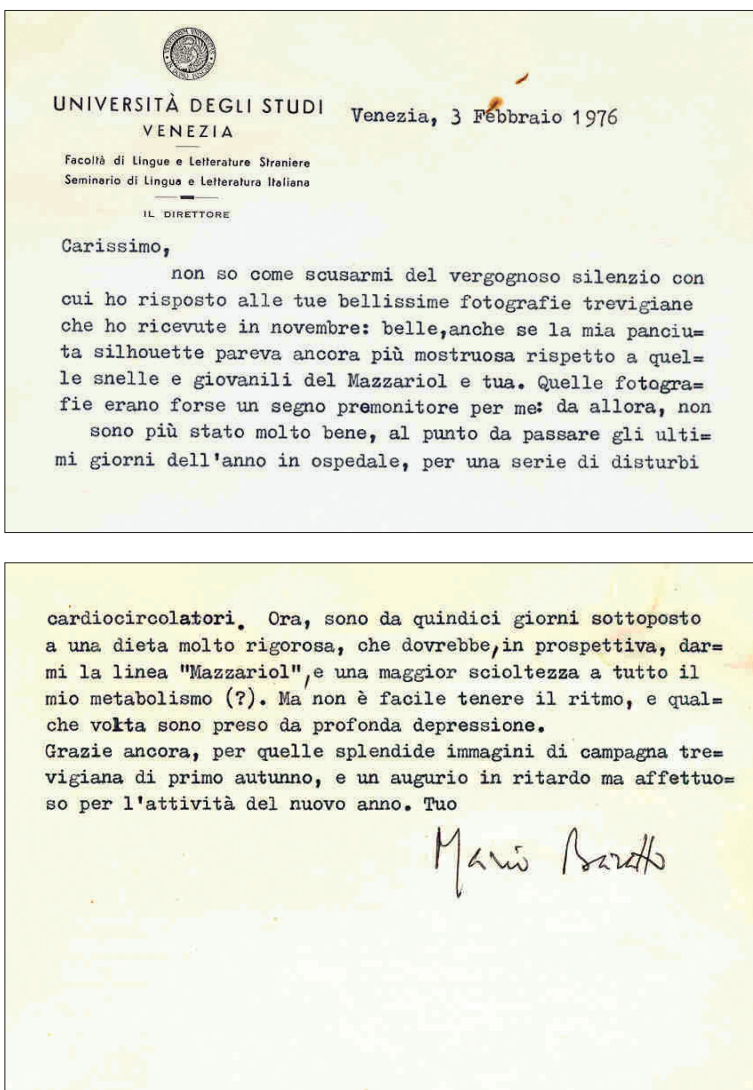 UNIVERSITÀ DEGLI STUDI
VENEZIA
Facoltà di Lingue e Letterature Straniere
Seminario di Lingua e Letteratura Italiana
IL DIRETTORE
Venezia, 3 Febbraio 1976
Carissimo,
non so come scusarmi del vergognoso silenzio con
cui ho risposto alle tue bellissime fotografie trevigiane
che ho ricevute in novembre: belle,anche se la mia panciu=
ta silhouette pareva ancora più mostruosa rispetto a quel=
le snelle e giovanili del Mazzariol e tua. Quelle fotogra=
fie erano forse un segno premonitore per me: da allora, non
sono più stato molto bene, al punto da passare gli ulti=
mi giorni dell'anno in ospedale, per una serie di disturbi
cardiocircolatori. Ora, sono da quindici giorni sottoposto
a una dieta molto rigorosa, che dovrebbe,in prospettiva, dar=
mi la linea "Mazzariol",e una maggior scioltezza a tutto il
mio metabolismo (?). Ma non è facile tenere il ritmo, e qual=
che volta sono preso da profonda depressione.
Grazie ancora, per quelle splendide immagini di campagna tre=
vigiana di primo autunno, e un augurio in ritardo ma affettuo=
so per l'attività del nuovo anno. Tuo
Mario Baratto